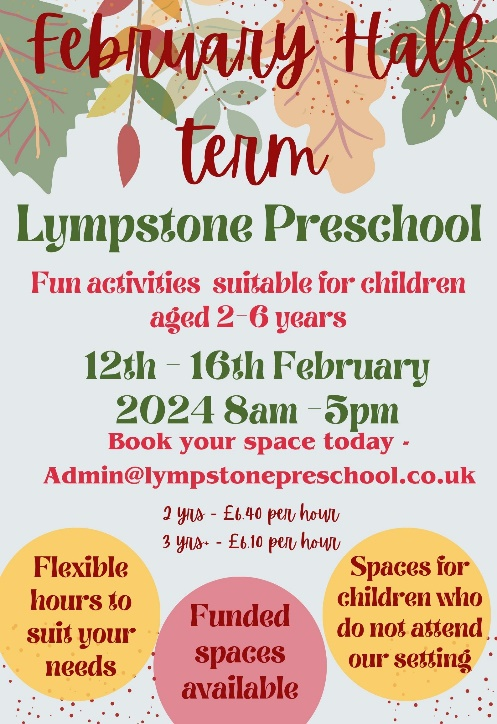 February Half
term
Lympstone Preschool
Fun activities suitable for children
aged 2-6 years
12th - 16th February
2024 8am -5pm
Book your space today -
Admin@lympstonepreschool.co.uk
2 yrs - £6.40 per hour
3 yrs+ - £6.10 per hour
Flexible
hours to
suit your
needs
Funded
spaces
available
Spaces for
children who
do not attend
our setting